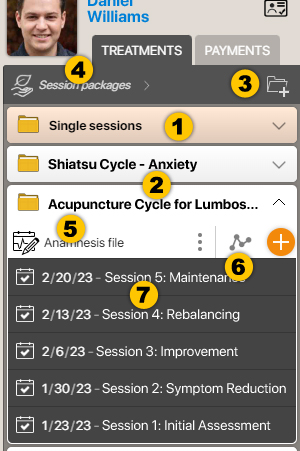 Daniel
Williams
TREATMENTS PAYMENTS
4
Session packages
3
Single sessions 1
Shiatsu Cycle - Anxiety
2
Acupuncture Cycle for Lumbos...
5
Anamnesis file
6
2/20/23 - Session 5: Maintenance
7
2/13/23 - Session 4: Rebalancing
2/6/23 - Session 3: Improvement
1/30/23 - Session 2: Symptom Reduction
1/23/23 - Session 1: Initial Assessment